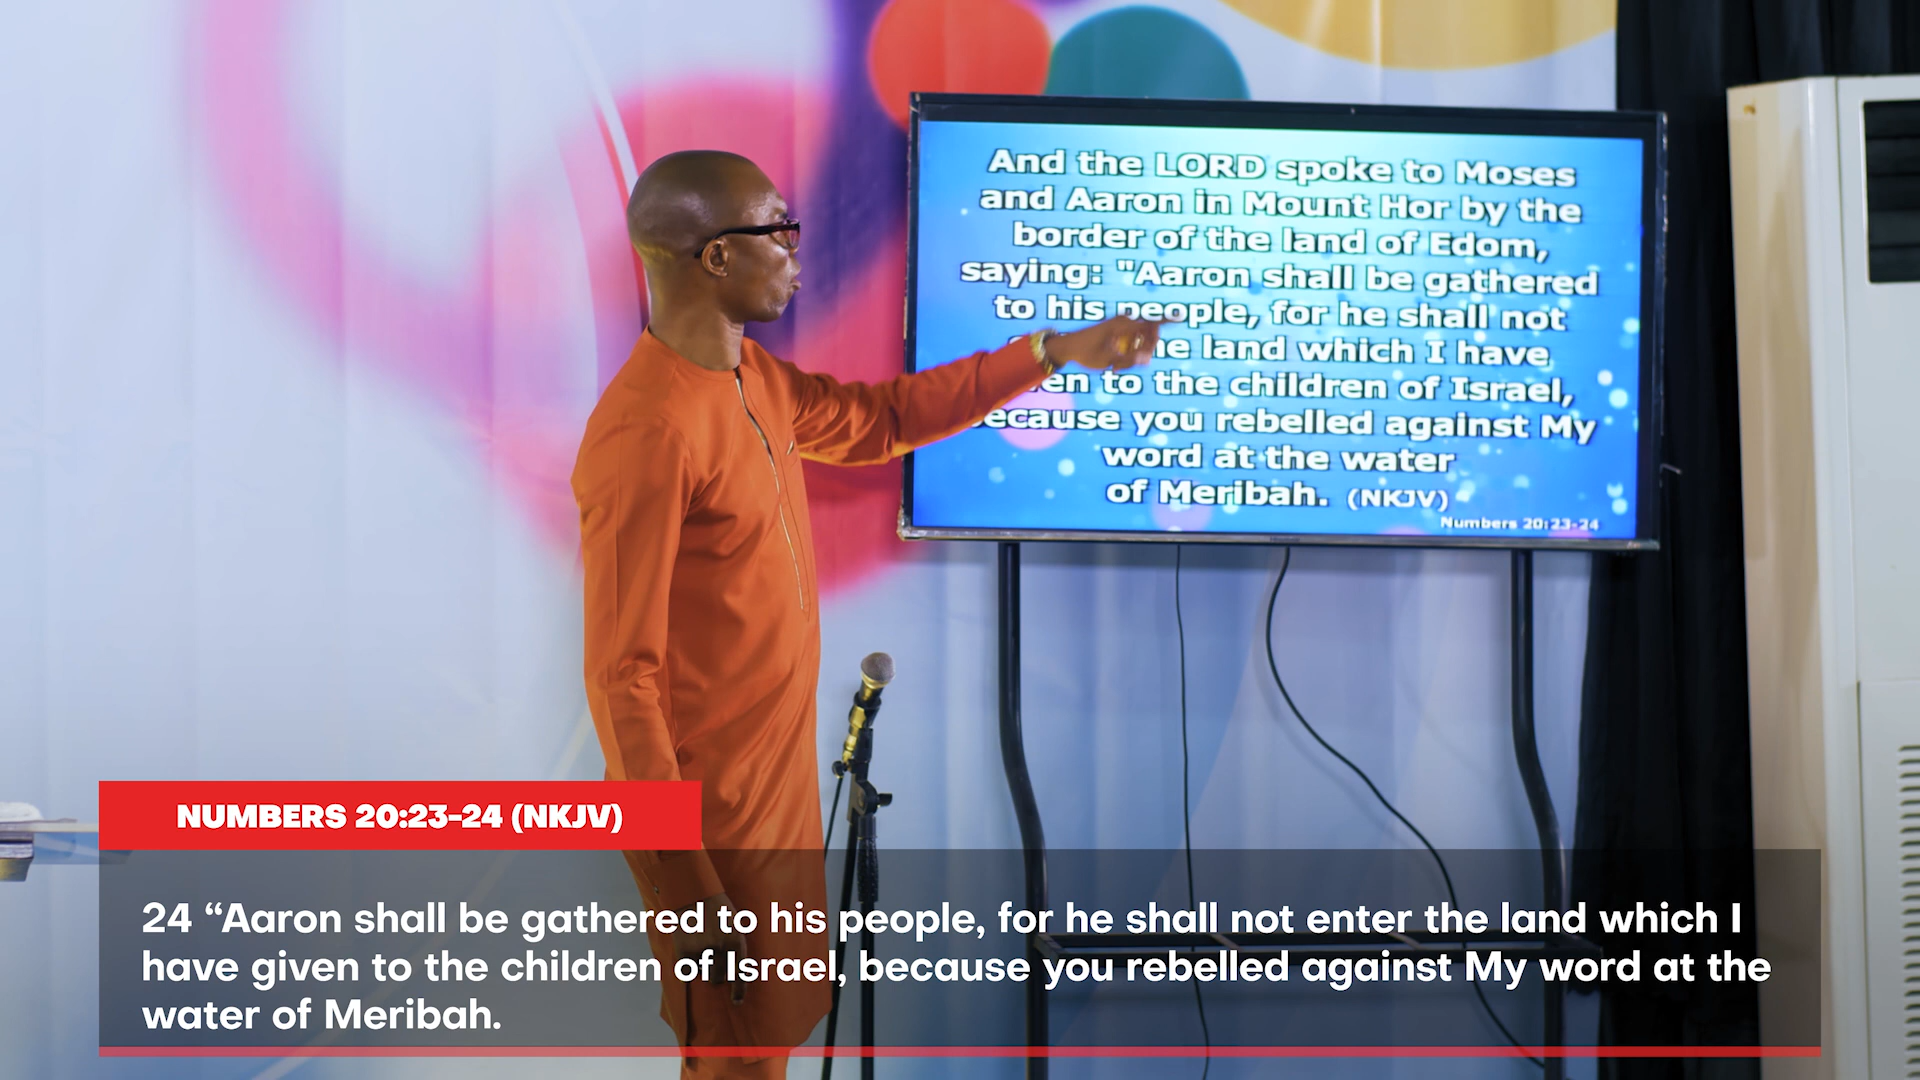 And the LORD spoke to Moses
and Aaron in Mount Hor by the
border of the land of Edom,
saying: "Aaron shall be gathered
to his people, for he shall not
land which I have
to the children of Israel,
you rebelled against My
word at the water
of Meribah. (NKJV)
Numbers 20:23-24
NUMBERS 20:23-24 (NKJV)
24 “Aaron shall be gathered to his people, for he shall not enter the land which I
have given to the children of Israel, because you rebelled against My word at the
water of Meribah.